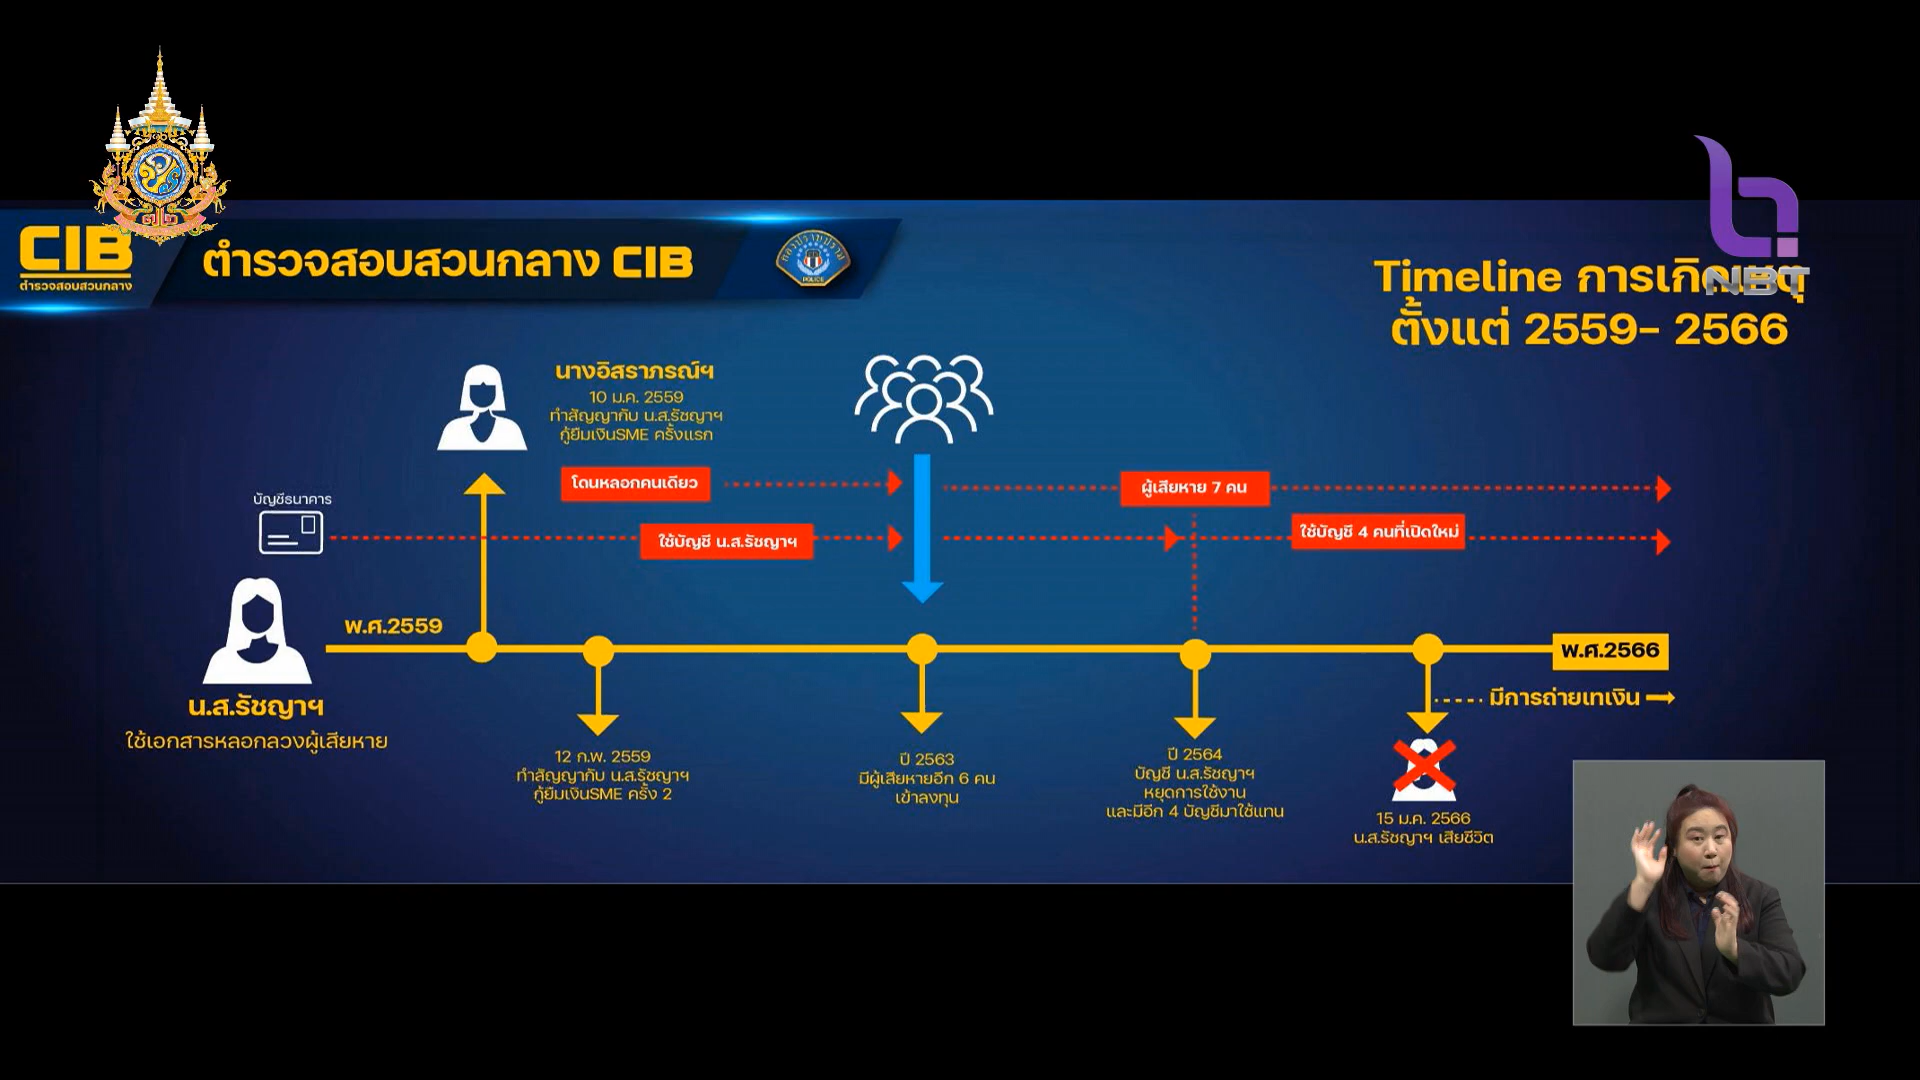 CIB
ตำรวจสอบสวนกลาง
ตำรวจสอบสวนกลาง CIB
POLICE
NBT
Timeline การเกิดเหตุ
ตั้งแต่ 2559- 2566
นางอิสราภรณ์ฯ
10 ม.ค. 2559
ทำสัญญากับ น.ส.รัชญาฯ
กู้ยืมเงินSME ครั้งแรก
โดนหลอกคนเดียว
ผู้เสียหาย 7 คน
บัญชีธนาคาร
ใช้บัญชี น.ส.รัชญาฯ
ใช้บัญชี 4 คนที่เปิดใหม่
พ.ศ.2559
พ.ศ.2566
น.ส.รัชญาฯ
ใช้เอกสารหลอกลวงผู้เสียหาย
มีการถ่ายเทเงิน
12 ก.พ. 2559
ทำสัญญากับ น.ส.รัชญาฯ
กู้ยืมเงินSME ครั้ง 2
ปี 2563
มีผู้เสียหายอีก 6 คน
เข้าลงทุน
ปี 2564
บัญชี น.ส.รัชญาฯ
หยุดการใช้งาน
และมีอีก 4 บัญชีมาใช้แทน
15 ม.ค. 2566
น.ส.รัชญาฯ เสียชีวิต